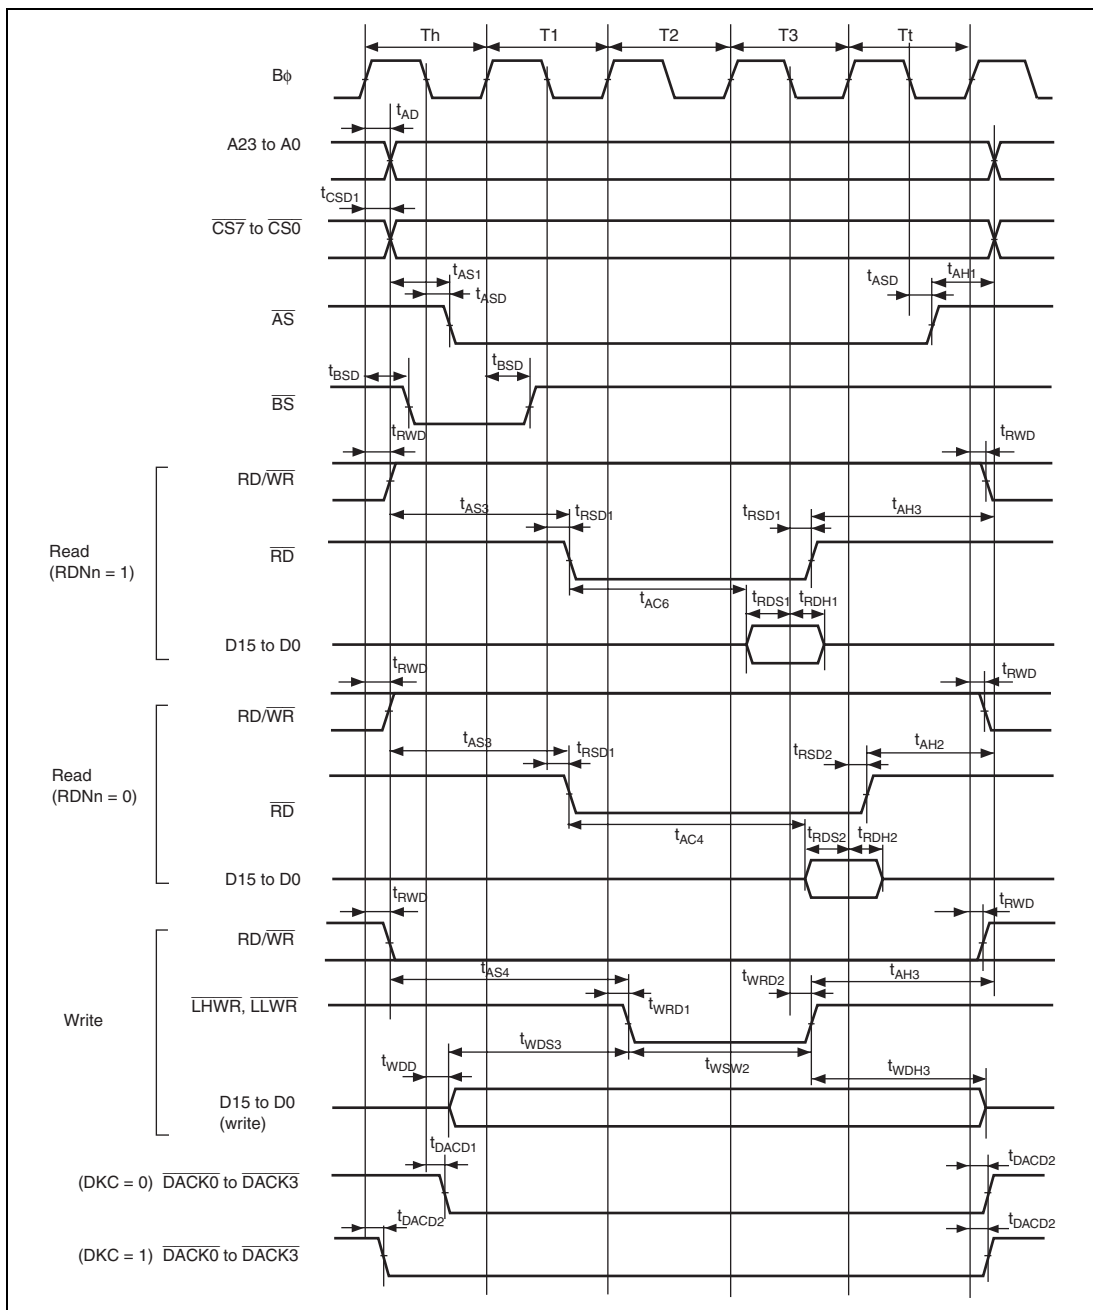 Th T1 T2 T3 Tt
Bϕ
tAD
A23 to A0
tCSD1
CS7 to CS0
tAS1
tASD
tASD
tAH1
AS
tBSD
tBSD
BS
tRWD
tRWD
RD/WR
tAS3
tRSD1
tRSD1
tAH3
Read
(RDNn = 1)
RD
tAC6
tRDS1
tRDH1
D15 to D0
tRWD
tRWD
RD/WR
tAS3
tRSD1
tRSD2
tAH2
Read
(RDNn = 0)
RD
tAC4
tRDS2
tRDH2
D15 to D0
tRWD
tRWD
RD/WR
tAS4
tWRD2
tAH3
LHWR, LLWR
tWRD1
Write
tWDS3
tWSW2
tWDD
tWDH3
D15 to D0
(write)
tDACD1
tDACD2
(DKC = 0) DACK0 to DACK3
tDACD2
tDACD2
(DKC = 1) DACK0 to DACK3